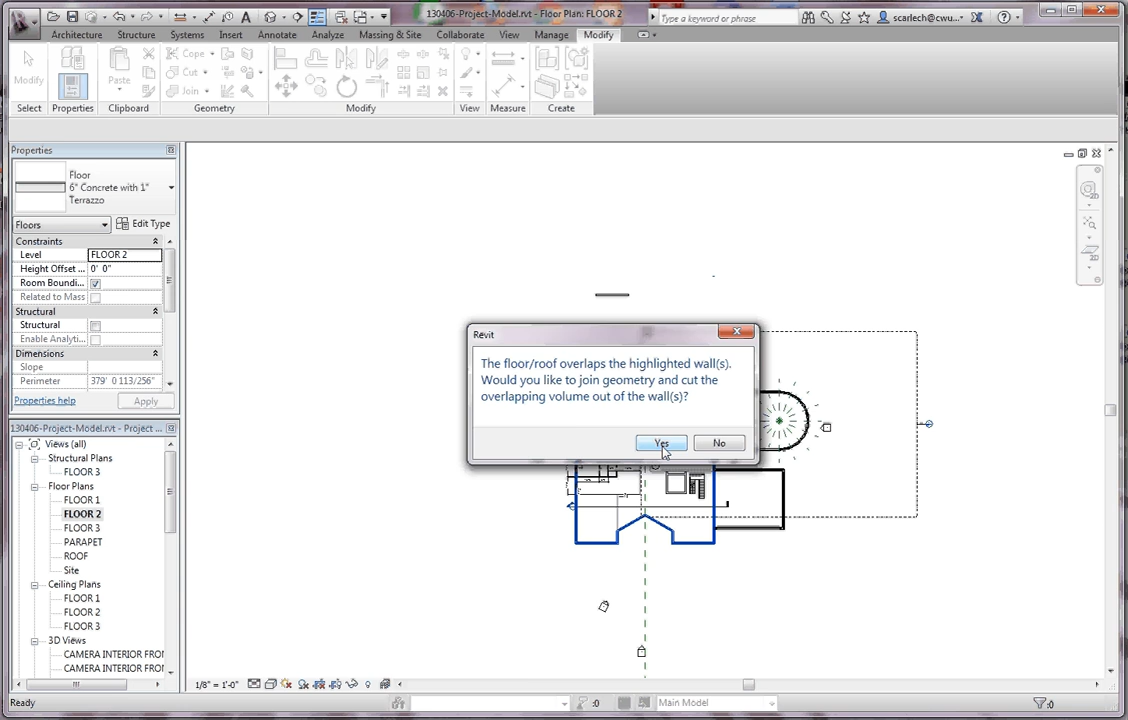 130406-Project-Model.rvt - Floor Plan: FLOOR 2
Type a keyword or phrase
scarlech@cwu...
Architecture Structure Systems Insert Annotate Analyze Massing & Site Collaborate View Manage Modify
Modify
Paste
Cope
Cut
Join
Select Properties Clipboard Geometry Modify View Measure Create
Properties
Floor
6" Concrete with 1"
Terrazzo
Floors Edit Type
Constraints
Level FLOOR 2
Height Offset ... 0' 0"
Room Boundi...
Related to Mass
Structural
Structural
Enable Analyti...
Dimensions
Slope
Perimeter 379' 0 113/256"
Properties help Apply
130406-Project-Model.rvt - Project ...
Views (all)
Structural Plans
FLOOR 3
Floor Plans
FLOOR 1
FLOOR 2
FLOOR 3
PARAPET
ROOF
Site
Ceiling Plans
FLOOR 1
FLOOR 2
FLOOR 3
3D Views
CAMERA INTERIOR FRO
CAMERA INTERIOR FRO
Revit
The floor/roof overlaps the highlighted wall(s).
Would you like to join geometry and cut the
overlapping volume out of the wall(s)?
Yes No
2D
2D
1/8" = 1'-0"
Ready
:0
Main Model
:0